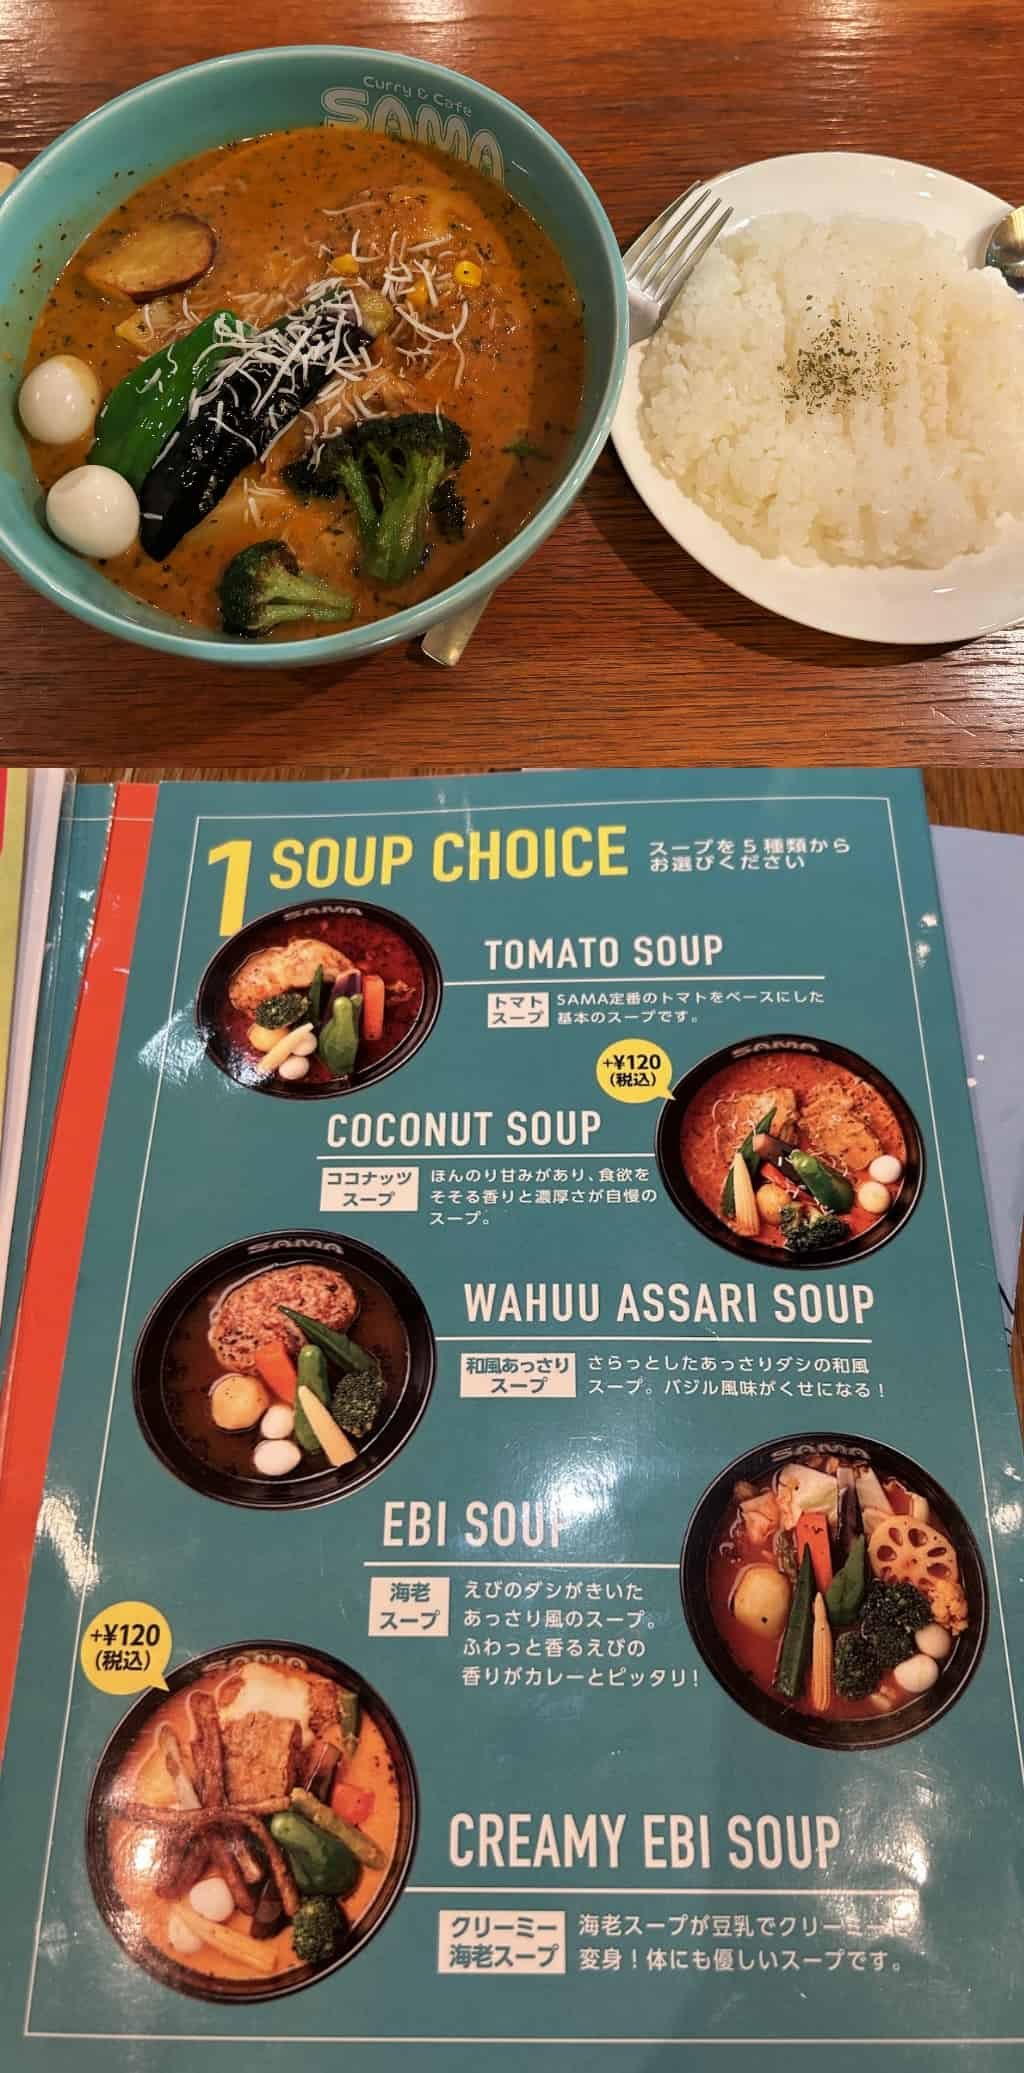 Curry & Cafe
SAMA
1 SOUP CHOICE
スープを5種類から
お選びください
SAMA
TOMATO SOUP
トマト
スープ
SAMA定番のトマトをベースにした
基本のスープです。
+¥120
(税込)
SAMA
COCONUT SOUP
ココナッツ
スープ
ほんのり甘みがあり、食欲を
そそる香りと濃厚さが自慢の
スープ。
SAMA
WAHUU ASSARI SOUP
和風あっさり
スープ
さらっとしたあっさりダシの和風
スープ。バジル風味がくせになる!
SAMA
EBI SOUP
海老
スープ
えびのダシがきいた
あっさり風のスープ。
ふわっと香るえびの
香りがカレーとピッタリ!
+¥120
(税込)
SAMA
CREAMY EBI SOUP
クリーミー
海老スープ
海老スープが豆乳でクリーミーに
変身!体にも優しいスープです。